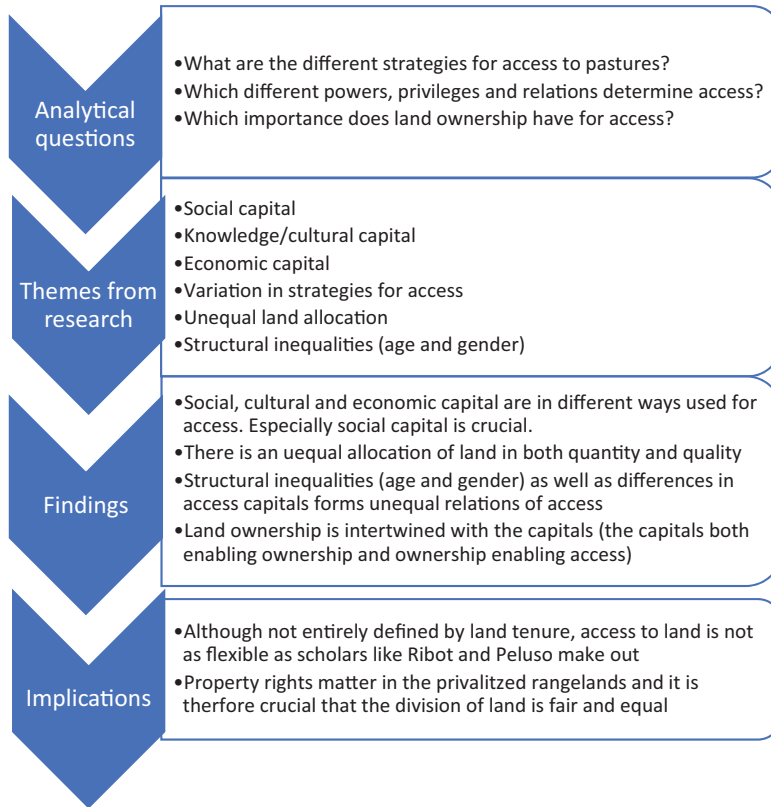 Analytical
questions
•What are the different strategies for access to pastures?
•Which different powers, privileges and relations determine access?
•Which importance does land ownership have for access?
Themes from
research
•Social capital
•Knowledge/cultural capital
•Economic capital
•Variation in strategies for access
•Unequal land allocation
•Structural inequalities (age and gender)
Findings
•Social, cultural and economic capital are in different ways used for
access. Especially social capital is crucial.
•There is an uequal allocation of land in both quantity and quality
•Structural inequalities (age and gender) as well as differences in
access capitals forms unequal relations of access
•Land ownership is intertwined with the capitals (the capitals both
enabling ownership and ownership enabling access)
Implications
•Although not entirely defined by land tenure, access to land is not
as flexible as scholars like Ribot and Peluso make out
•Property rights matter in the privalitzed rangelands and it is
therfore crucial that the division of land is fair and equal